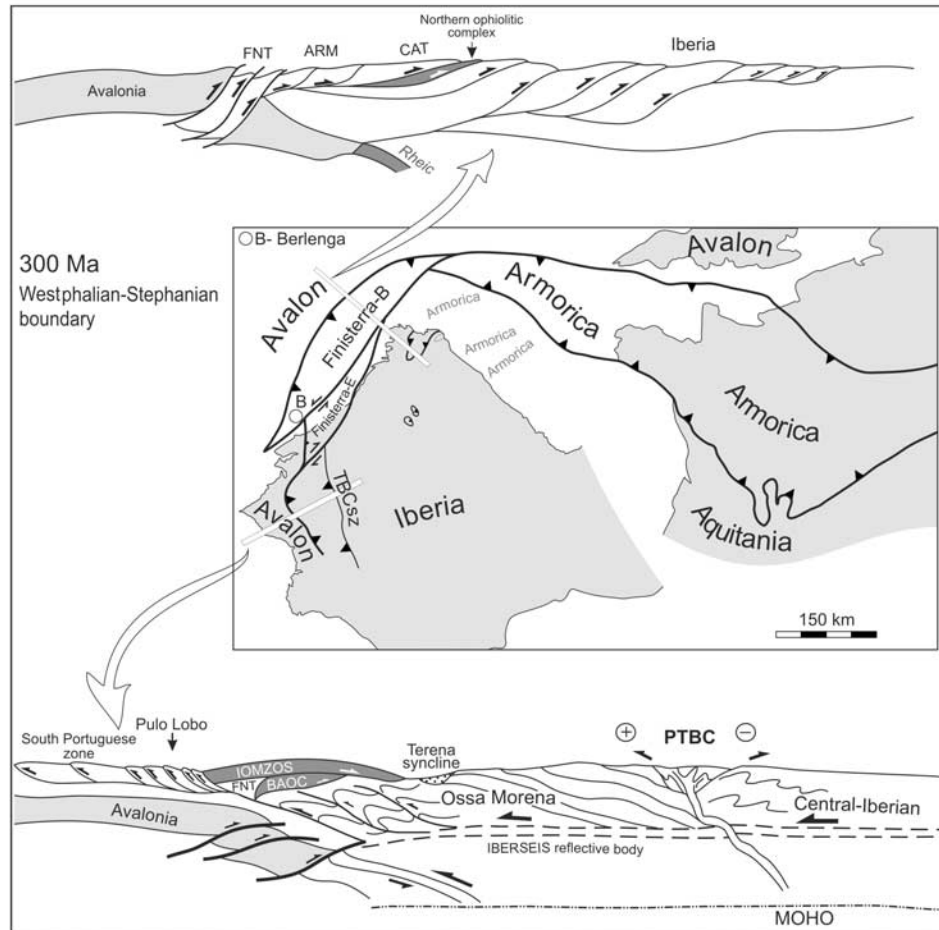 Northern ophiolitic
complex
FNT
ARM
CAT
Iberia
Avalonia
Rheic
300 Ma
Westphalian-Stephanian
boundary
B- Berlenga
Avalon
Avalon
Finisterra-B
Armorica
Armorica
Armorica
Armorica
B
Finisterra-E
Armorica
TBCsz
Avalon
Iberia
Aquitania
150 km
Pulo Lobo
South Portuguese
zone
PTBC
Terena
syncline
IOMZOS
FNT
BAOC
Ossa Morena
Central-Iberian
Avalonia
IBERSEIS reflective body
MOHO